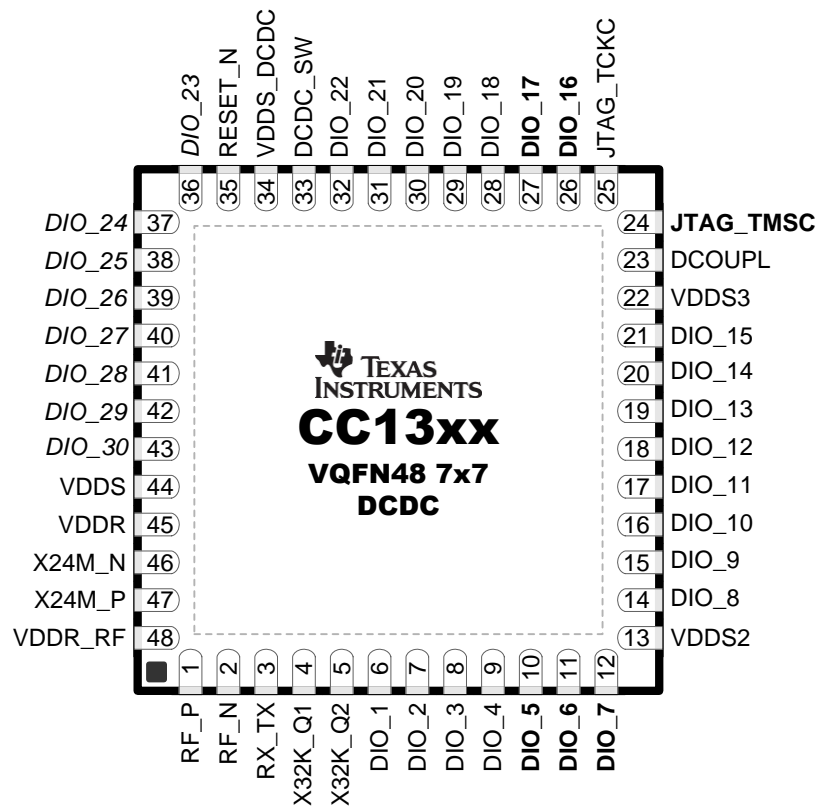 DIO_23
RESET_N
VDDS_DCDC
DCDC_SW
DIO_22
DIO_21
DIO_20
DIO_19
DIO_18
DIO_17
DIO_16
JTAG_TCKC
36
35
34
33
32
31
30
29
28
27
26
25
DIO_24 37
DIO_25 38
DIO_26 39
DIO_27 40
DIO_28 41
DIO_29 42
DIO_30 43
VDDS 44
VDDR 45
X24M_N 46
X24M_P 47
VDDR_RF 48
TEXAS
INSTRUMENTS
CC13xx
VQFN48 7x7
DCDC
24 JTAG_TMSC
23 DCOUPL
22 VDDS3
21 DIO_15
20 DIO_14
19 DIO_13
18 DIO_12
17 DIO_11
16 DIO_10
15 DIO_9
14 DIO_8
13 VDDS2
1
2
3
4
5
6
7
8
9
10
11
12
RF_P
RF_N
RX_TX
X32K_Q1
X32K_Q2
DIO_1
DIO_2
DIO_3
DIO_4
DIO_5
DIO_6
DIO_7